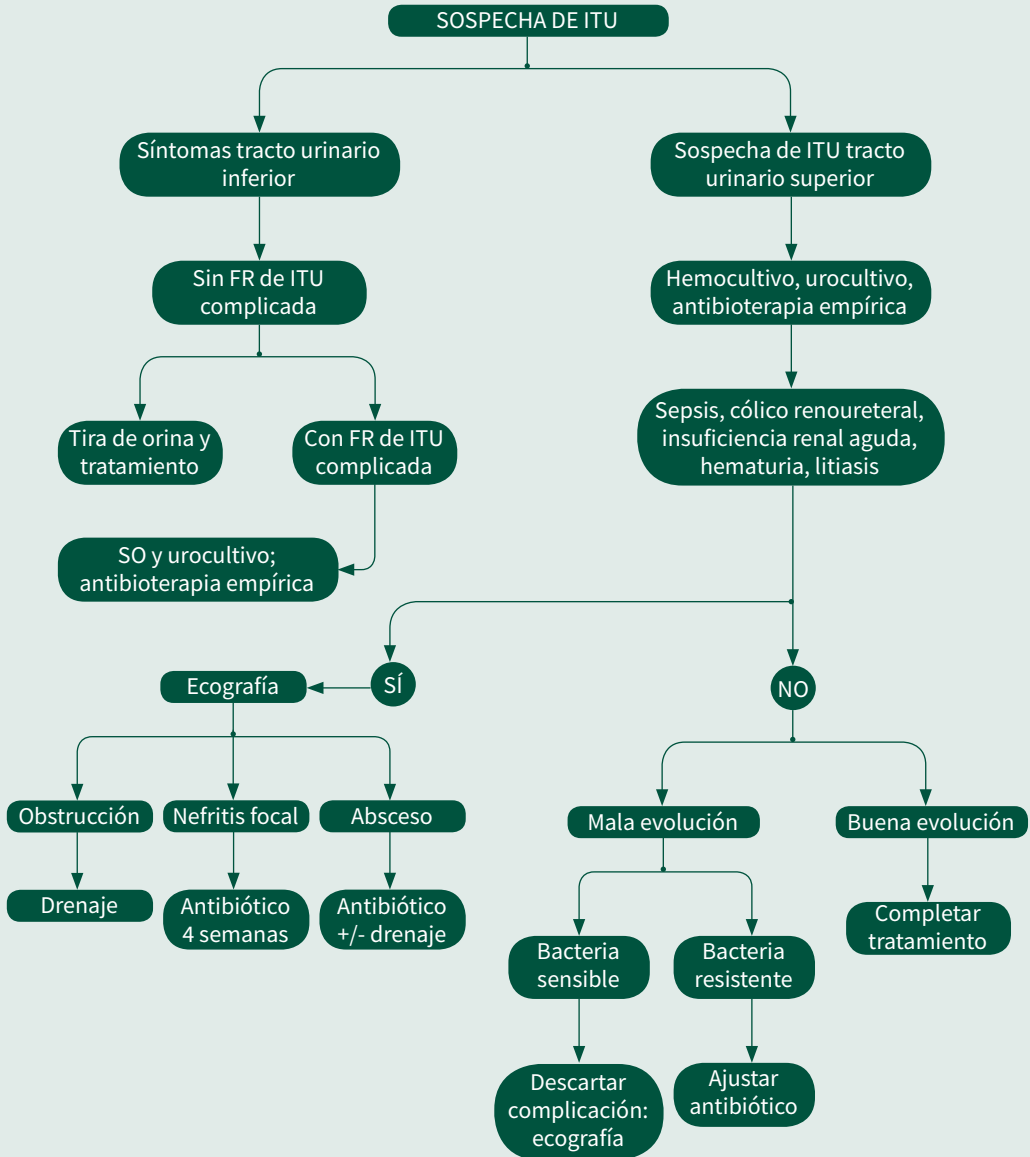 SOSPECHA DE ITU
Síntomas tracto urinario
inferior
Sospecha de ITU tracto
urinario superior
Sin FR de ITU
complicada
Hemocultivo, urocultivo,
antibioterapia empírica
Tira de orina y
tratamiento
Con FR de ITU
complicada
Sepsis, cólico renoureteral,
insuficiencia renal aguda,
hematuria, litiasis
SO y urocultivo;
antibioterapia empírica
Ecografía
SÍ
NO
Obstrucción
Nefritis focal
Absceso
Mala evolución
Buena evolución
Drenaje
Antibiótico
4 semanas
Antibiótico
+/- drenaje
Completar
tratamiento
Bacteria
sensible
Bacteria
resistente
Descartar
complicación:
ecografía
Ajustar
antibiótico